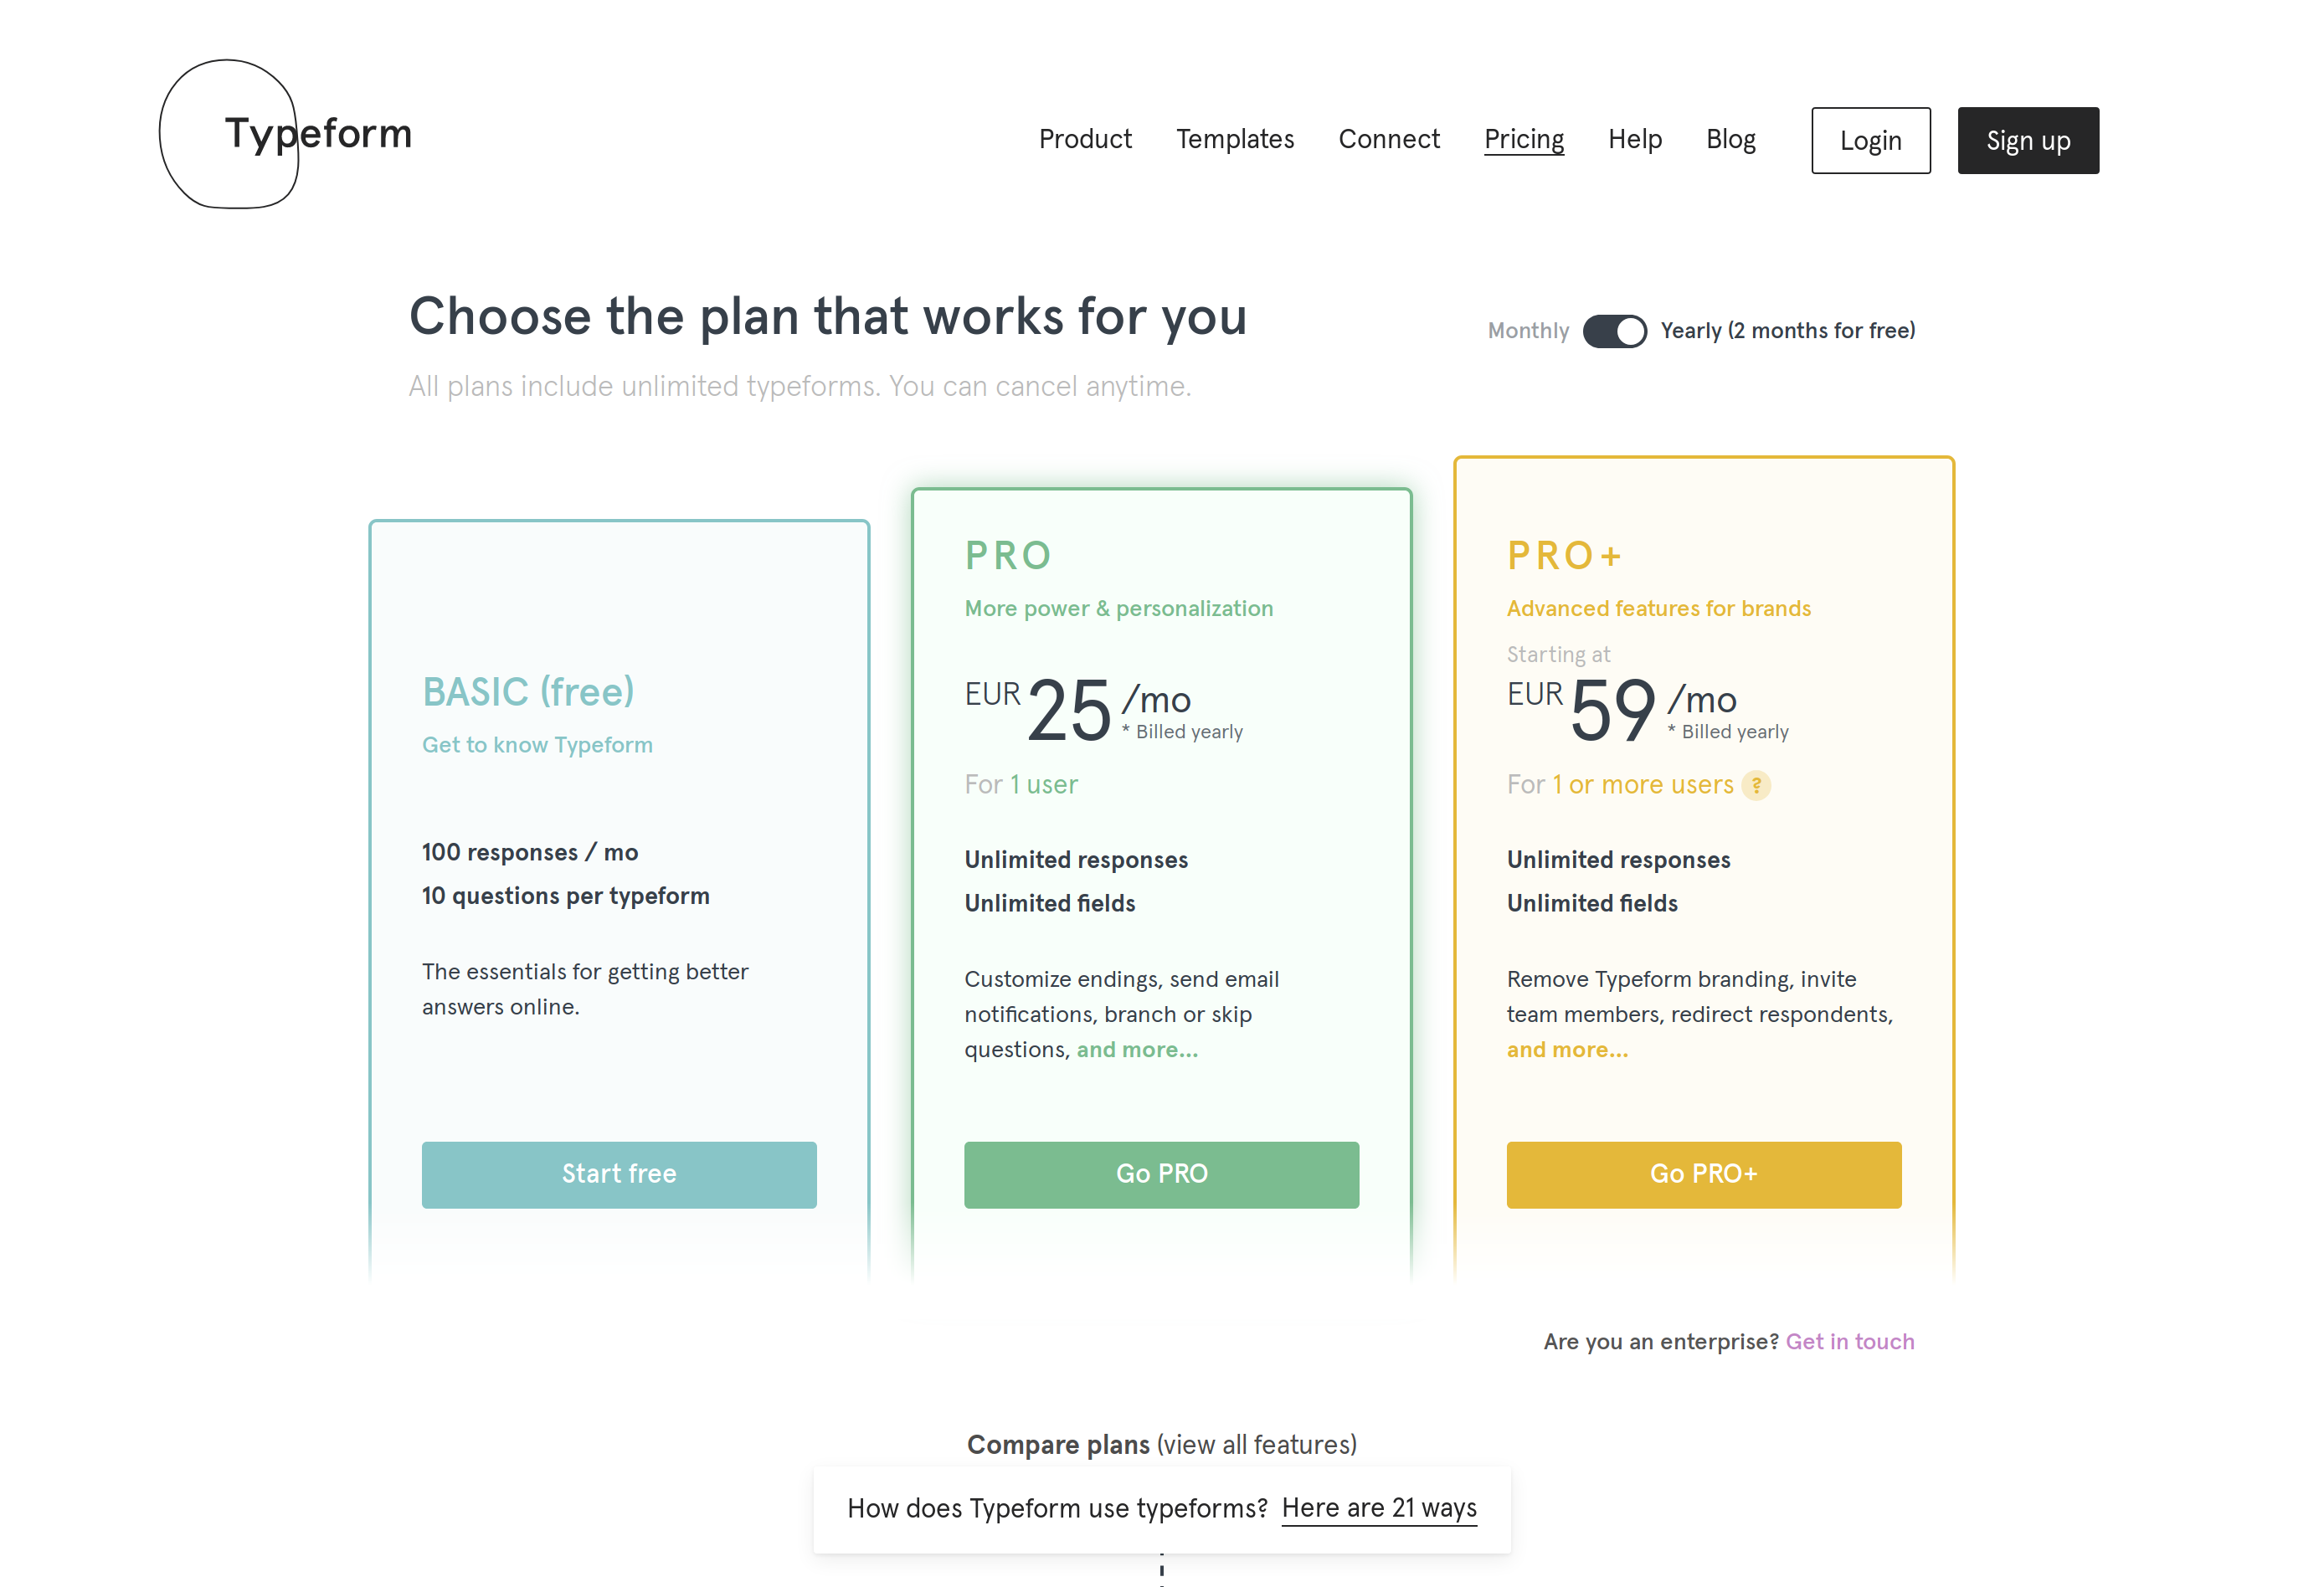 Typeform
Product
Templates
Connect
Pricing
Help
Blog
Login
Sign up
Choose the plan that works for you
All plans include unlimited typeforms. You can cancel anytime.
Monthly
Yearly (2 months for free)
BASIC (free)
Get to know Typeform
100 responses / mo
10 questions per typeform
The essentials for getting better
answers online.
Start free
PRO
More power & personalization
EUR 25 /mo
* Billed yearly
For 1 user
Unlimited responses
Unlimited fields
Customize endings, send email
notifications, branch or skip
questions, and more...
Go PRO
PRO+
Advanced features for brands
Starting at
EUR 59 /mo
* Billed yearly
For 1 or more users ?
Unlimited responses
Unlimited fields
Remove Typeform branding, invite
team members, redirect respondents,
and more...
Go PRO+
Are you an enterprise? Get in touch
Compare plans (view all features)
How does Typeform use typeforms? Here are 21 ways